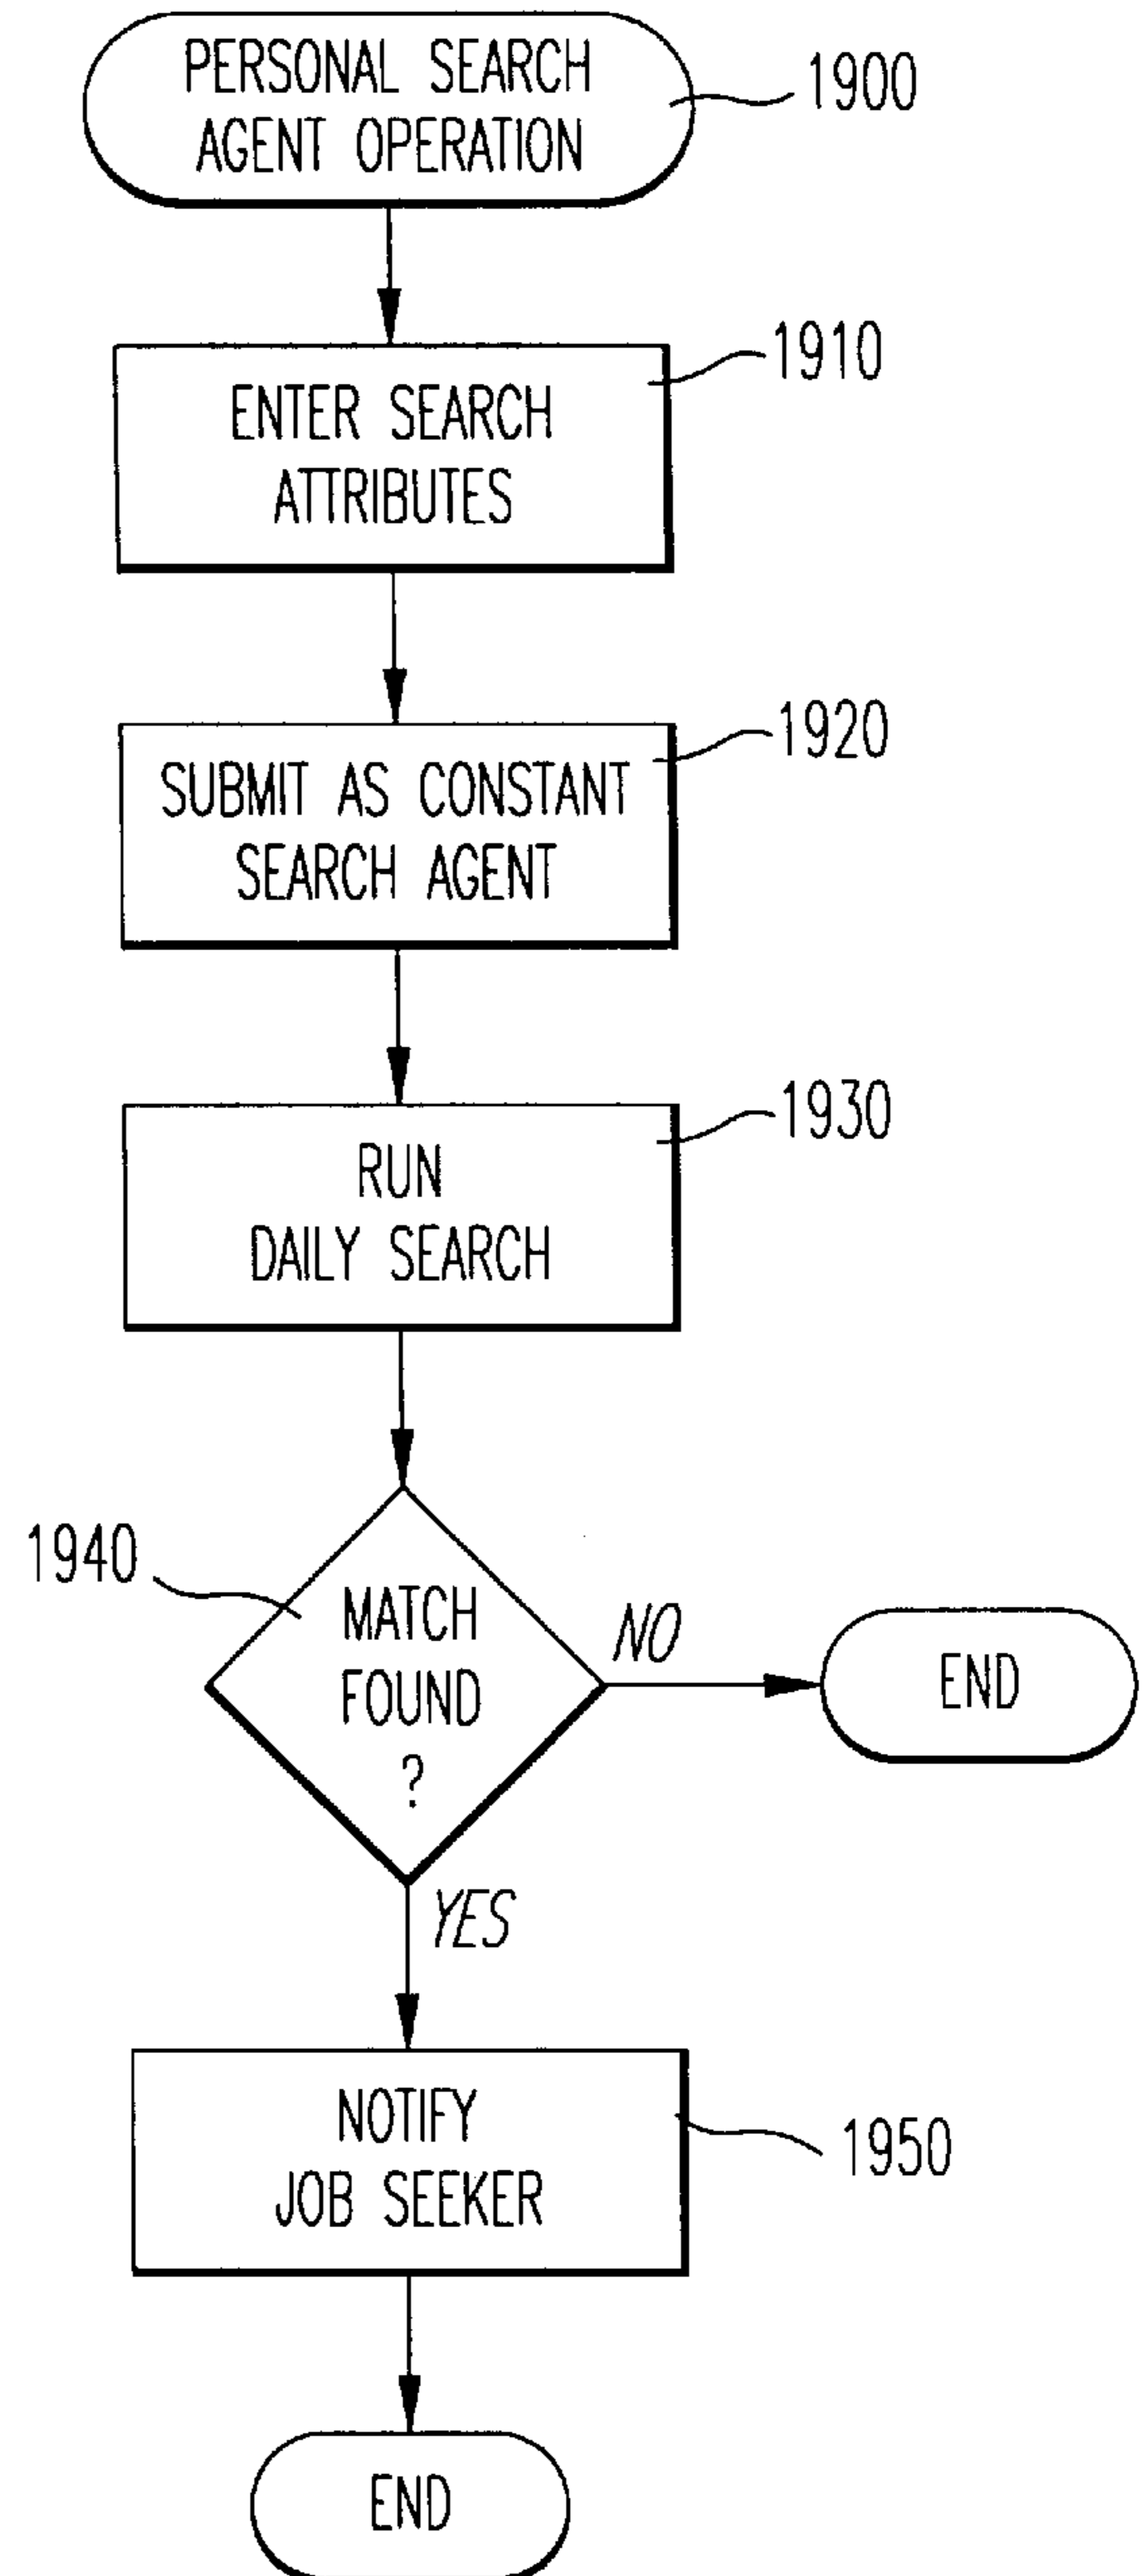 PERSONAL SEARCH
AGENT OPERATION
1900
ENTER SEARCH
ATTRIBUTES
1910
SUBMIT AS CONSTANT
SEARCH AGENT
1920
RUN
DAILY SEARCH
1930
1940
MATCH
FOUND
?
NO
END
YES
NOTIFY
JOB SEEKER
1950
END